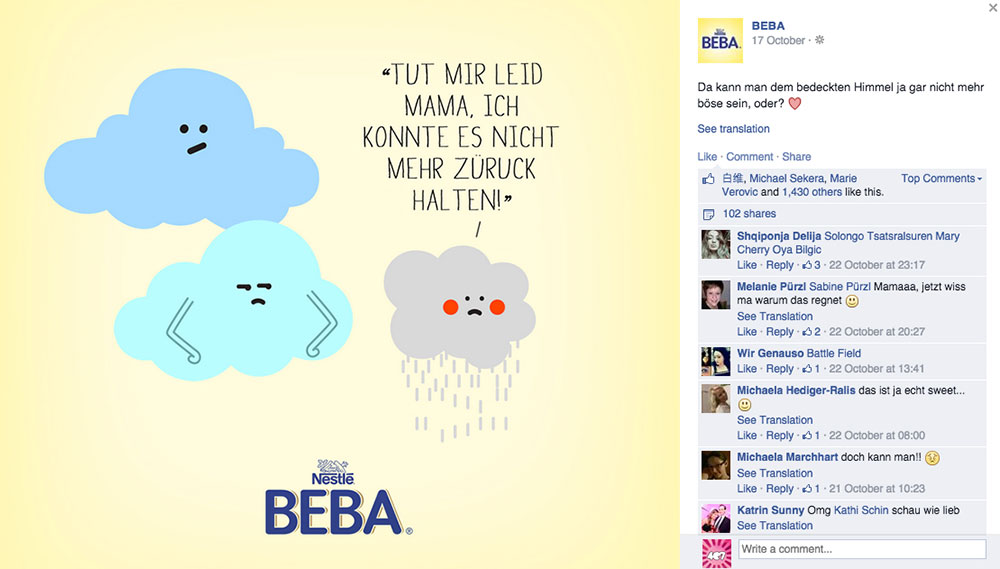 “TUT MIR LEID
MAMA, ICH
KONNTE ES NICHT
MEHR ZÜRUCK
HALTEN!”
Nestlé
BEBA®
BEBA
17 October ·
Nestlé
BEBA.
Da kann man dem bedeckten Himmel ja gar nicht mehr
böse sein, oder?
See translation
Like · Comment · Share
白维, Michael Sekera, Marie
Verovic and 1,430 others like this.
Top Comments
102 shares
Shqiponja Delija Solongo Tsatsralsuren Mary
Cherry Oya Bilgic
Like · Reply · 3 · 22 October at 23:17
Melanie Pürzl Sabine Pürzl Mamaaa, jetzt wiss
ma warum das regnet
See Translation
Like · Reply · 2 · 22 October at 20:27
Wir Genauso Battle Field
Like · Reply · 1 · 22 October at 13:41
Michaela Hediger-Ralis das ist ja echt sweet...
See Translation
Like · Reply · 1 · 22 October at 08:00
Michaela Marchhart doch kann man!!
See Translation
Like · Reply · 1 · 21 October at 10:23
Katrin Sunny Omg Kathi Schin schau wie lieb
See Translation
Write a comment...